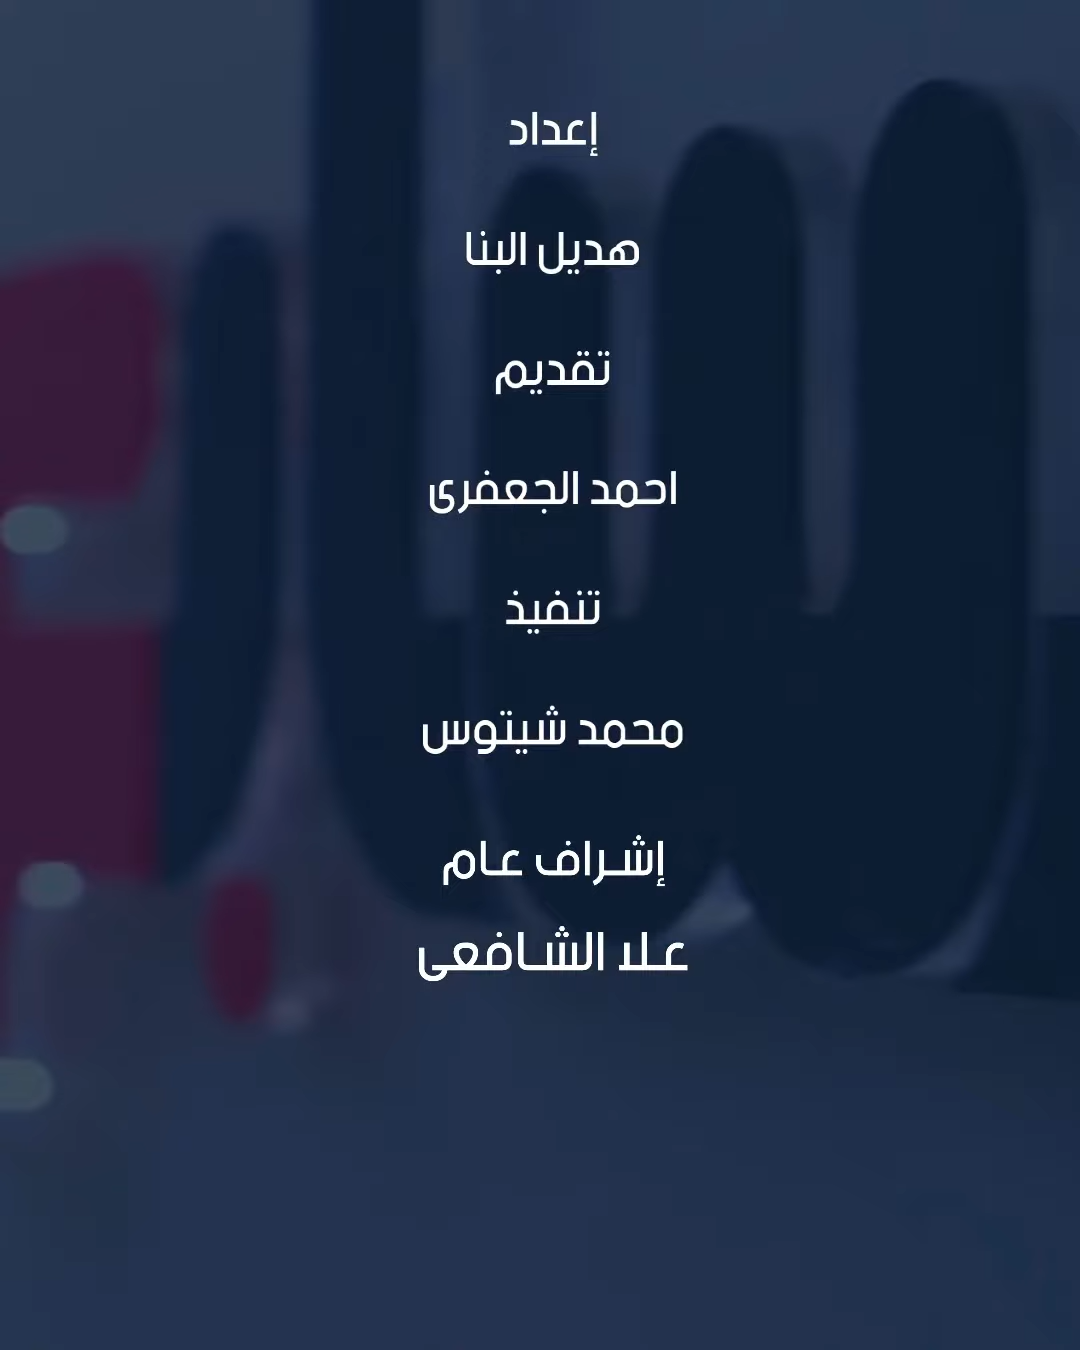 إعداد
هديل البنا
تقديم
احمد الجعفرى
تنفيذ
محمد شيتوس
إشراف عام
علا الشافعى